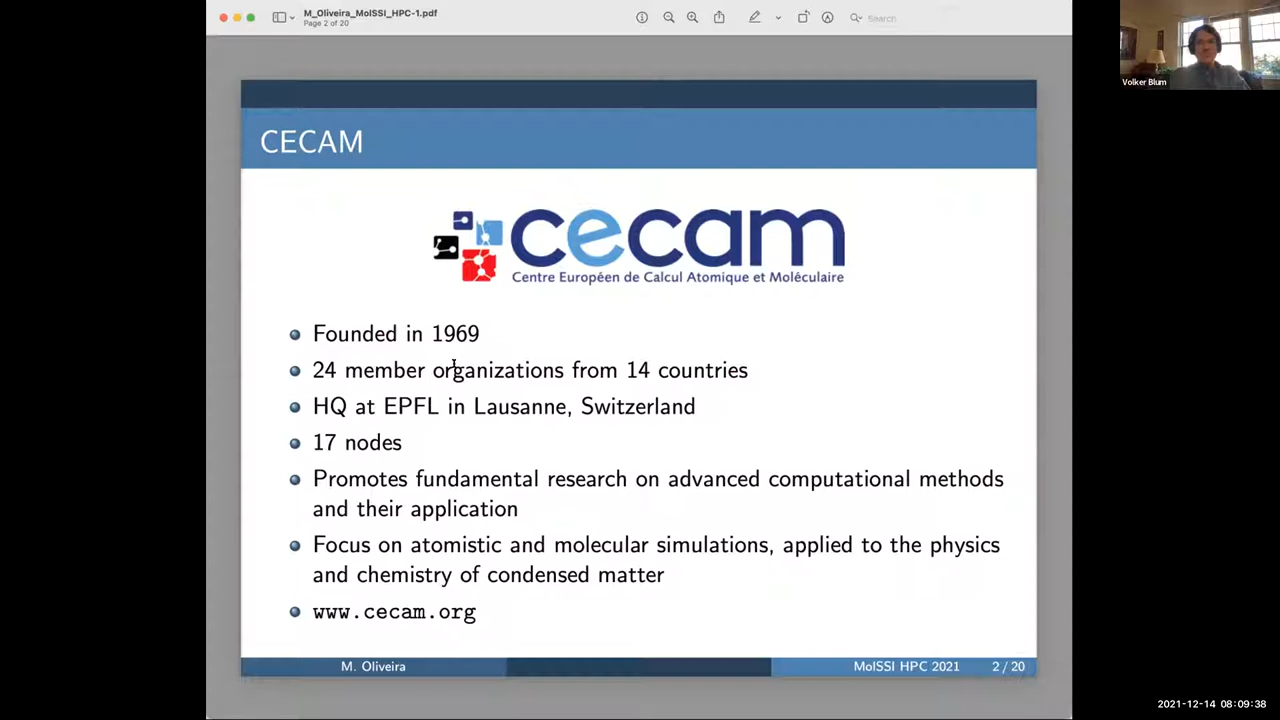 M_Oliveira_MolSSI_HPC-1.pdf
Page 2 of 20
Search
Volker Blum
CECAM
cecam
Centre Européen de Calcul Atomique et Moléculaire
Founded in 1969
24 member organizations from 14 countries
HQ at EPFL in Lausanne, Switzerland
17 nodes
Promotes fundamental research on advanced computational methods
and their application
Focus on atomistic and molecular simulations, applied to the physics
and chemistry of condensed matter
www.cecam.org
M. Oliveira
MolSSI HPC 2021
2 / 20
2021-12-14 08:09:38